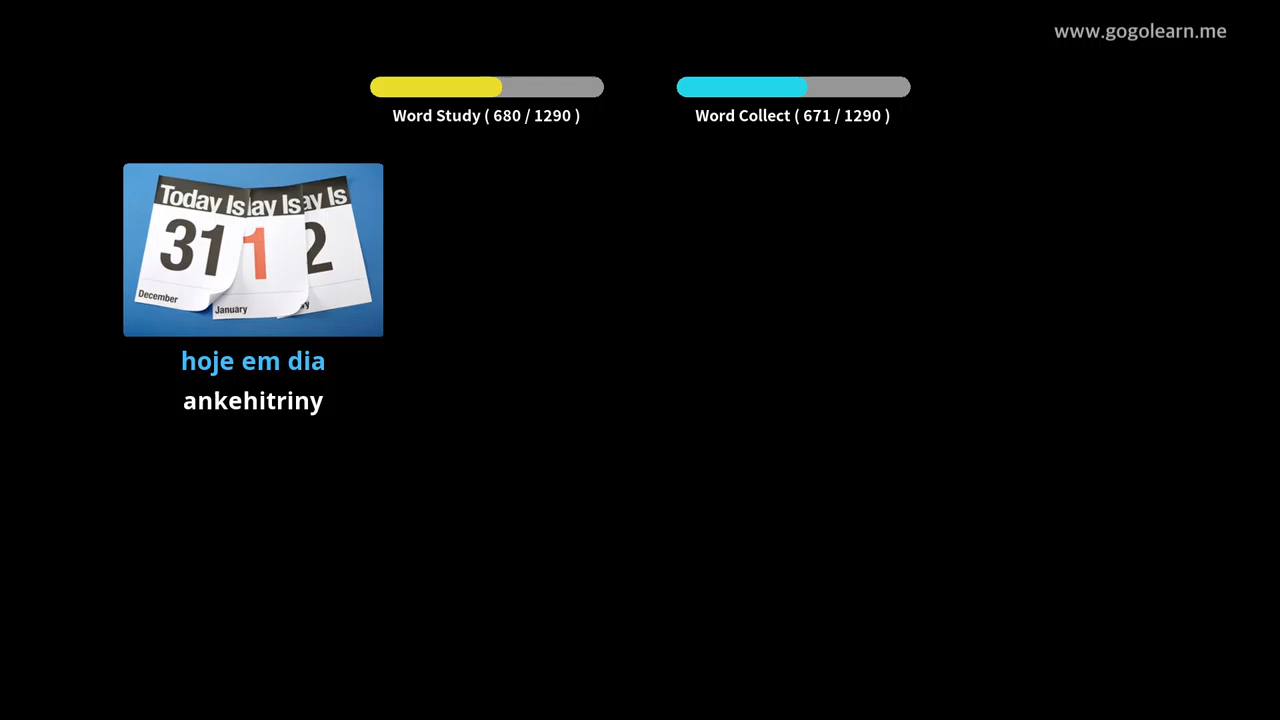 www.gogolearn.me
Word Study ( 680 / 1290 )
Word Collect ( 671 / 1290 )
Today Is
ay Is
ay Is
31
1
2
December
January
hoje em dia
ankehitriny